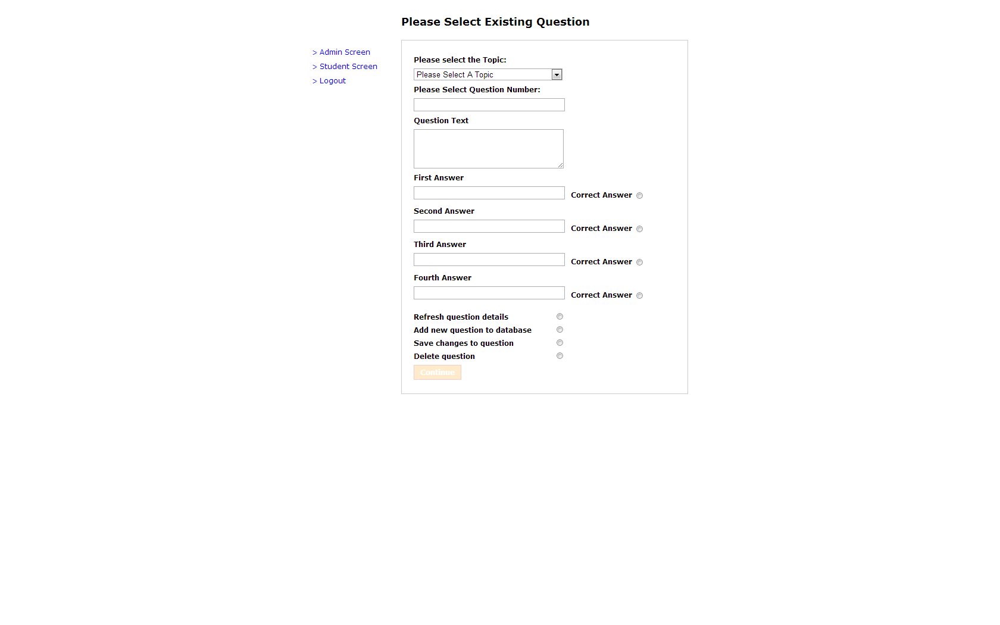 Please Select Existing Question
> Admin Screen
> Student Screen
> Logout
Please select the Topic:
Please Select A Topic
Please Select Question Number:
Question Text
First Answer
Correct Answer
Second Answer
Correct Answer
Third Answer
Correct Answer
Fourth Answer
Correct Answer
Refresh question details
Add new question to database
Save changes to question
Delete question
Continue